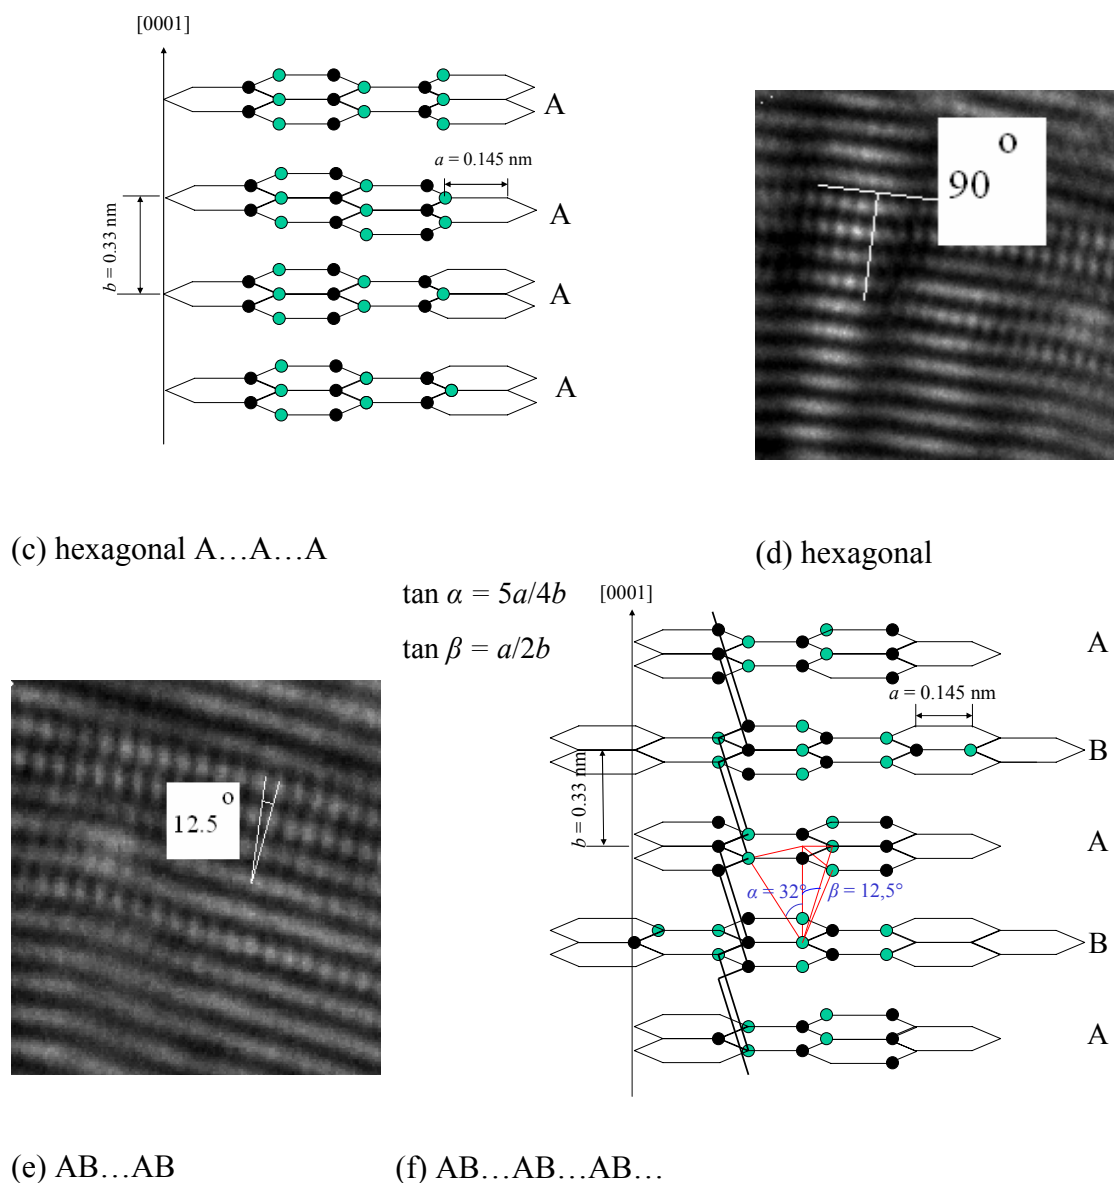 [0001]
A
a = 0.145 nm
A
b = 0.33 nm
A
A
90 o
(c) hexagonal A…A…A
(d) hexagonal
tan α = 5a/4b
tan β = a/2b
[0001]
A
a = 0.145 nm
B
b = 0.33 nm
A
α = 32°
β = 12,5°
B
A
12.5 o
(e) AB…AB
(f) AB…AB…AB…